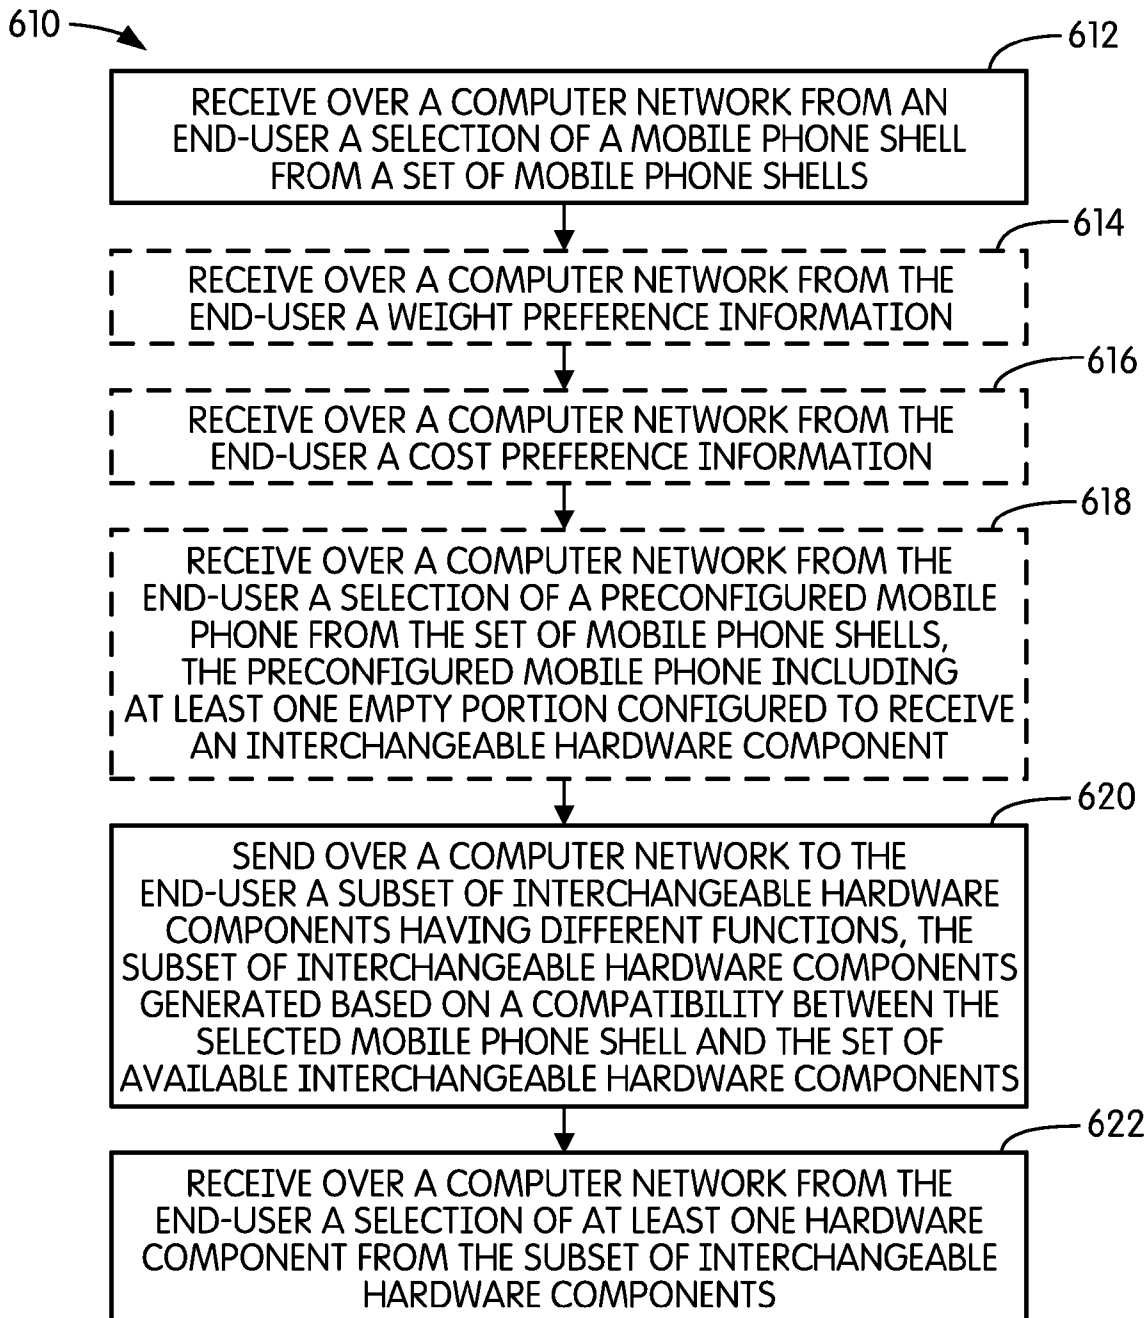 610
612
RECEIVE OVER A COMPUTER NETWORK FROM AN
END-USER A SELECTION OF A MOBILE PHONE SHELL
FROM A SET OF MOBILE PHONE SHELLS
614
RECEIVE OVER A COMPUTER NETWORK FROM THE
END-USER A WEIGHT PREFERENCE INFORMATION
616
RECEIVE OVER A COMPUTER NETWORK FROM THE
END-USER A COST PREFERENCE INFORMATION
618
RECEIVE OVER A COMPUTER NETWORK FROM THE
END-USER A SELECTION OF A PRECONFIGURED MOBILE
PHONE FROM THE SET OF MOBILE PHONE SHELLS,
THE PRECONFIGURED MOBILE PHONE INCLUDING
AT LEAST ONE EMPTY PORTION CONFIGURED TO RECEIVE
AN INTERCHANGEABLE HARDWARE COMPONENT
620
SEND OVER A COMPUTER NETWORK TO THE
END-USER A SUBSET OF INTERCHANGEABLE HARDWARE
COMPONENTS HAVING DIFFERENT FUNCTIONS, THE
SUBSET OF INTERCHANGEABLE HARDWARE COMPONENTS
GENERATED BASED ON A COMPATIBILITY BETWEEN THE
SELECTED MOBILE PHONE SHELL AND THE SET OF
AVAILABLE INTERCHANGEABLE HARDWARE COMPONENTS
622
RECEIVE OVER A COMPUTER NETWORK FROM THE
END-USER A SELECTION OF AT LEAST ONE HARDWARE
COMPONENT FROM THE SUBSET OF INTERCHANGEABLE
HARDWARE COMPONENTS